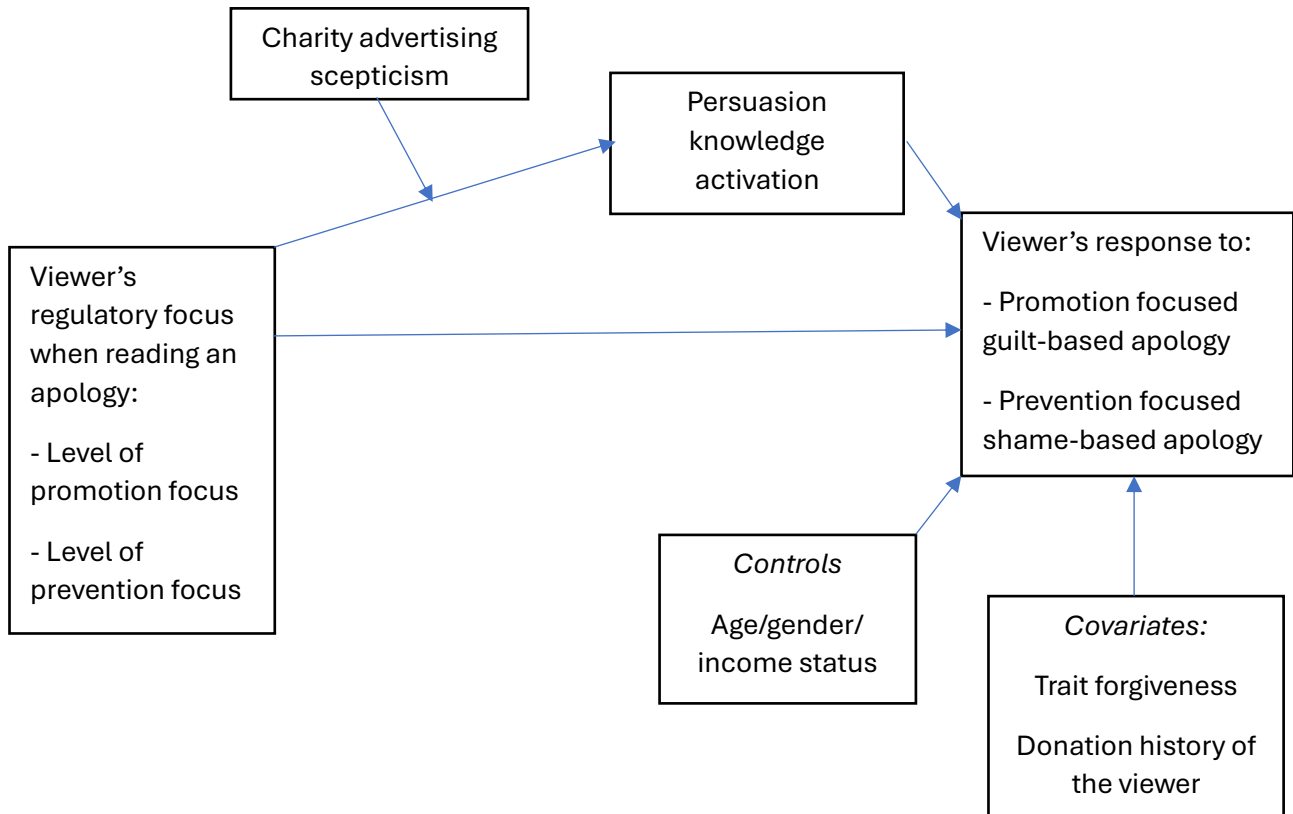 Charity advertising
scepticism
Persuasion
knowledge
activation
Viewer’s
regulatory focus
when reading an
apology:
- Level of
promotion focus
- Level of
prevention focus
Viewer’s response to:
- Promotion focused
guilt-based apology
- Prevention focused
shame-based apology
Controls
Age/gender/
income status
Covariates:
Trait forgiveness
Donation history of
the viewer